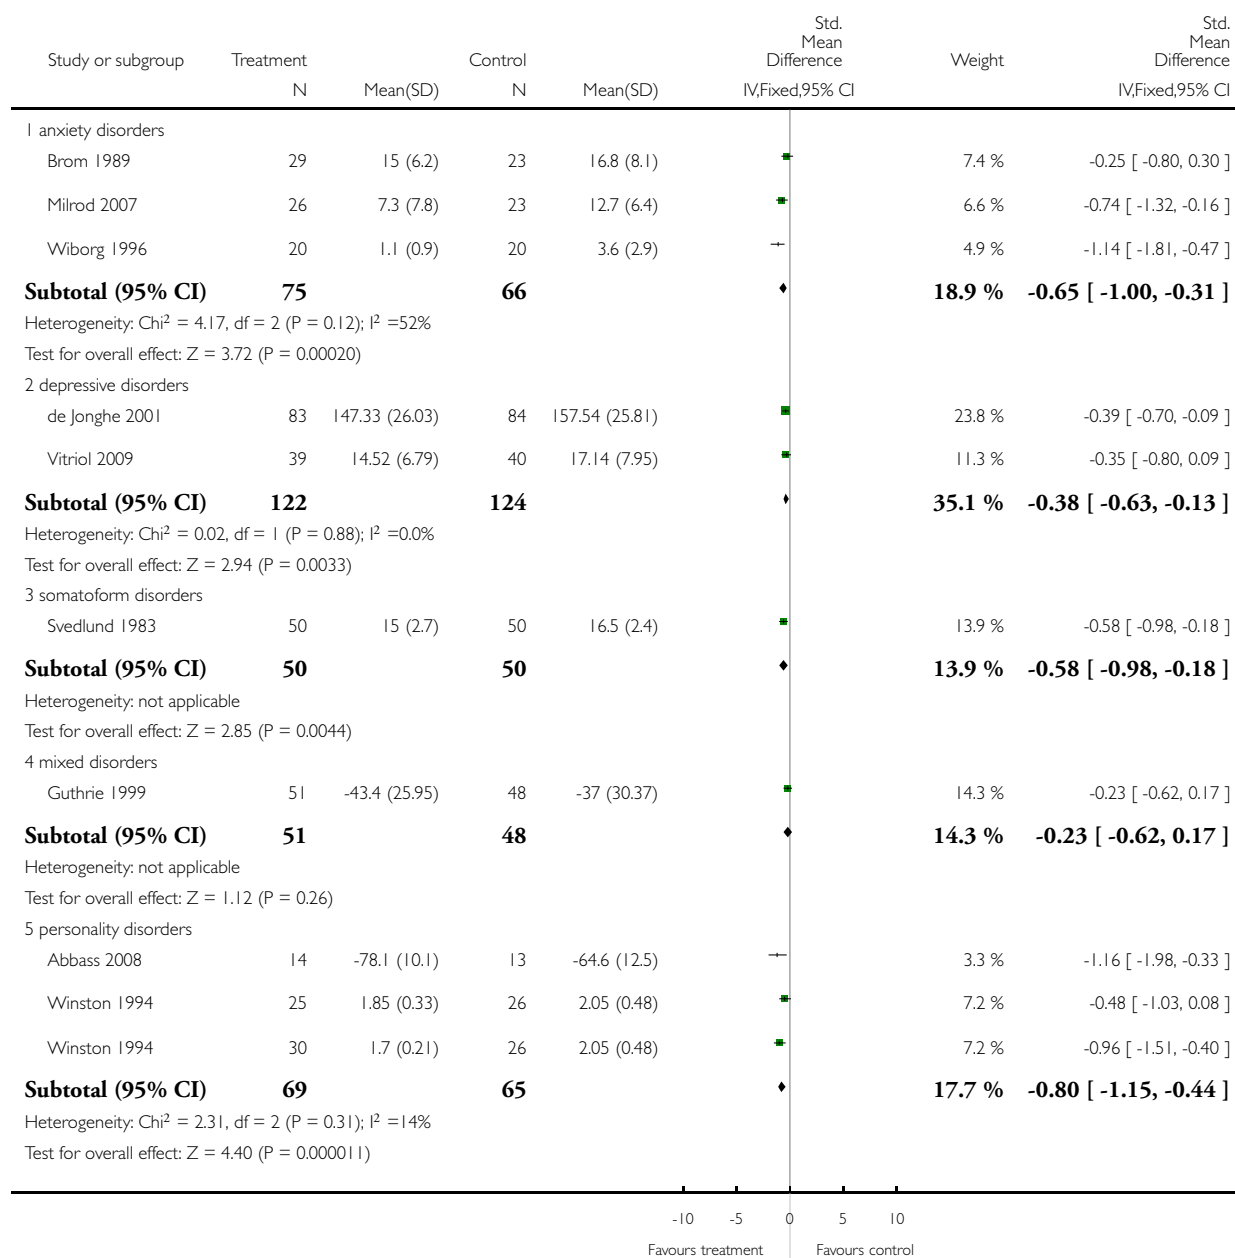 Std. Mean Difference Std. Mean Difference
Study or subgroup Treatment Control Weight
N Mean(SD) N Mean(SD) IV,Fixed,95% CI IV,Fixed,95% CI
1 anxiety disorders
Brom 1989 29 15 (6.2) 23 16.8 (8.1) 7.4 % -0.25 [ -0.80, 0.30 ]
Milrod 2007 26 7.3 (7.8) 23 12.7 (6.4) 6.6 % -0.74 [ -1.32, -0.16 ]
Wiborg 1996 20 1.1 (0.9) 20 3.6 (2.9) 4.9 % -1.14 [ -1.81, -0.47 ]
Subtotal (95% CI) 75 66 18.9 % -0.65 [ -1.00, -0.31 ]
Heterogeneity: Chi² = 4.17, df = 2 (P = 0.12); I² =52%
Test for overall effect: Z = 3.72 (P = 0.00020)
2 depressive disorders
de Jonghe 2001 83 147.33 (26.03) 84 157.54 (25.81) 23.8 % -0.39 [ -0.70, -0.09 ]
Vitriol 2009 39 14.52 (6.79) 40 17.14 (7.95) 11.3 % -0.35 [ -0.80, 0.09 ]
Subtotal (95% CI) 122 124 35.1 % -0.38 [ -0.63, -0.13 ]
Heterogeneity: Chi² = 0.02, df = 1 (P = 0.88); I² =0.0%
Test for overall effect: Z = 2.94 (P = 0.0033)
3 somatoform disorders
Svedlund 1983 50 15 (2.7) 50 16.5 (2.4) 13.9 % -0.58 [ -0.98, -0.18 ]
Subtotal (95% CI) 50 50 13.9 % -0.58 [ -0.98, -0.18 ]
Heterogeneity: not applicable
Test for overall effect: Z = 2.85 (P = 0.0044)
4 mixed disorders
Guthrie 1999 51 -43.4 (25.95) 48 -37 (30.37) 14.3 % -0.23 [ -0.62, 0.17 ]
Subtotal (95% CI) 51 48 14.3 % -0.23 [ -0.62, 0.17 ]
Heterogeneity: not applicable
Test for overall effect: Z = 1.12 (P = 0.26)
5 personality disorders
Abbass 2008 14 -78.1 (10.1) 13 -64.6 (12.5) 3.3 % -1.16 [ -1.98, -0.33 ]
Winston 1994 25 1.85 (0.33) 26 2.05 (0.48) 7.2 % -0.48 [ -1.03, 0.08 ]
Winston 1994 30 1.7 (0.21) 26 2.05 (0.48) 7.2 % -0.96 [ -1.51, -0.40 ]
Subtotal (95% CI) 69 65 17.7 % -0.80 [ -1.15, -0.44 ]
Heterogeneity: Chi² = 2.31, df = 2 (P = 0.31); I² =14%
Test for overall effect: Z = 4.40 (P = 0.000011)
-10 -5 0 5 10
Favours treatment Favours control